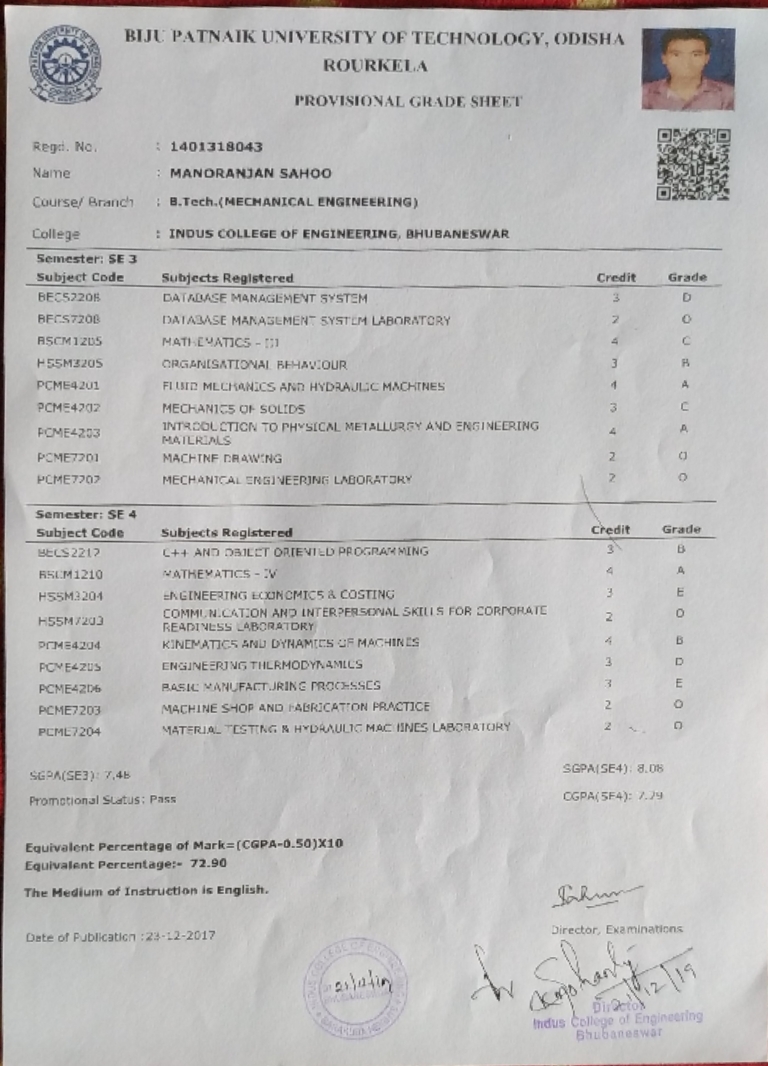 BIJU PATNAIK UNIVERSITY OF TECHNOLOGY, ODISHA
ROURKELA
PROVISIONAL GRADE SHEET
Regd. No. : 1401318043
Name : MANORANJAN SAHOO
Course/ Branch : B.Tech.(MECHANICAL ENGINEERING)
College : INDUS COLLEGE OF ENGINEERING, BHUBANESWAR
Semester: SE 3
Subject Code Subjects Registered Credit Grade
BECS2208 DATABASE MANAGEMENT SYSTEM 3 D
BECS7208 DATABASE MANAGEMENT SYSTEM LABORATORY 2 O
BSCM1205 MATHEMATICS - III 4 C
HSSM3205 ORGANISATIONAL BEHAVIOUR 3 B
PCME4201 FLUID MECHANICS AND HYDRAULIC MACHINES 4 A
PCME4202 MECHANICS OF SOLIDS 3 C
PCME4203 INTRODUCTION TO PHYSICAL METALLURGY AND ENGINEERING MATERIALS 4 A
PCME7201 MACHINE DRAWING 2 O
PCME7202 MECHANICAL ENGINEERING LABORATORY 2 O
Semester: SE 4
Subject Code Subjects Registered Credit Grade
BECS2212 C++ AND OBJECT ORIENTED PROGRAMMING 3 B
BSCM1210 MATHEMATICS - IV 4 A
HSSM3204 ENGINEERING ECONOMICS & COSTING 3 E
HSSM7203 COMMUNICATION AND INTERPERSONAL SKILLS FOR CORPORATE READINESS LABORATORY 2 O
PCME4204 KINEMATICS AND DYNAMICS OF MACHINES 4 B
PCME4205 ENGINEERING THERMODYNAMICS 3 D
PCME4206 BASIC MANUFACTURING PROCESSES 3 E
PCME7203 MACHINE SHOP AND FABRICATION PRACTICE 2 O
PCME7204 MATERIAL TESTING & HYDRAULIC MACHINES LABORATORY 2 O
SGPA(SE3): 7.48 SGPA(SE4): 8.08
Promotional Status: Pass CGPA(SE4): 7.79
Equivalent Percentage of Mark=(CGPA-0.50)X10
Equivalent Percentage:- 72.90
The Medium of Instruction is English.
Date of Publication :23-12-2017
Director, Examinations
21/12/19
Director
Indus College of Engineering
Bhubaneswar